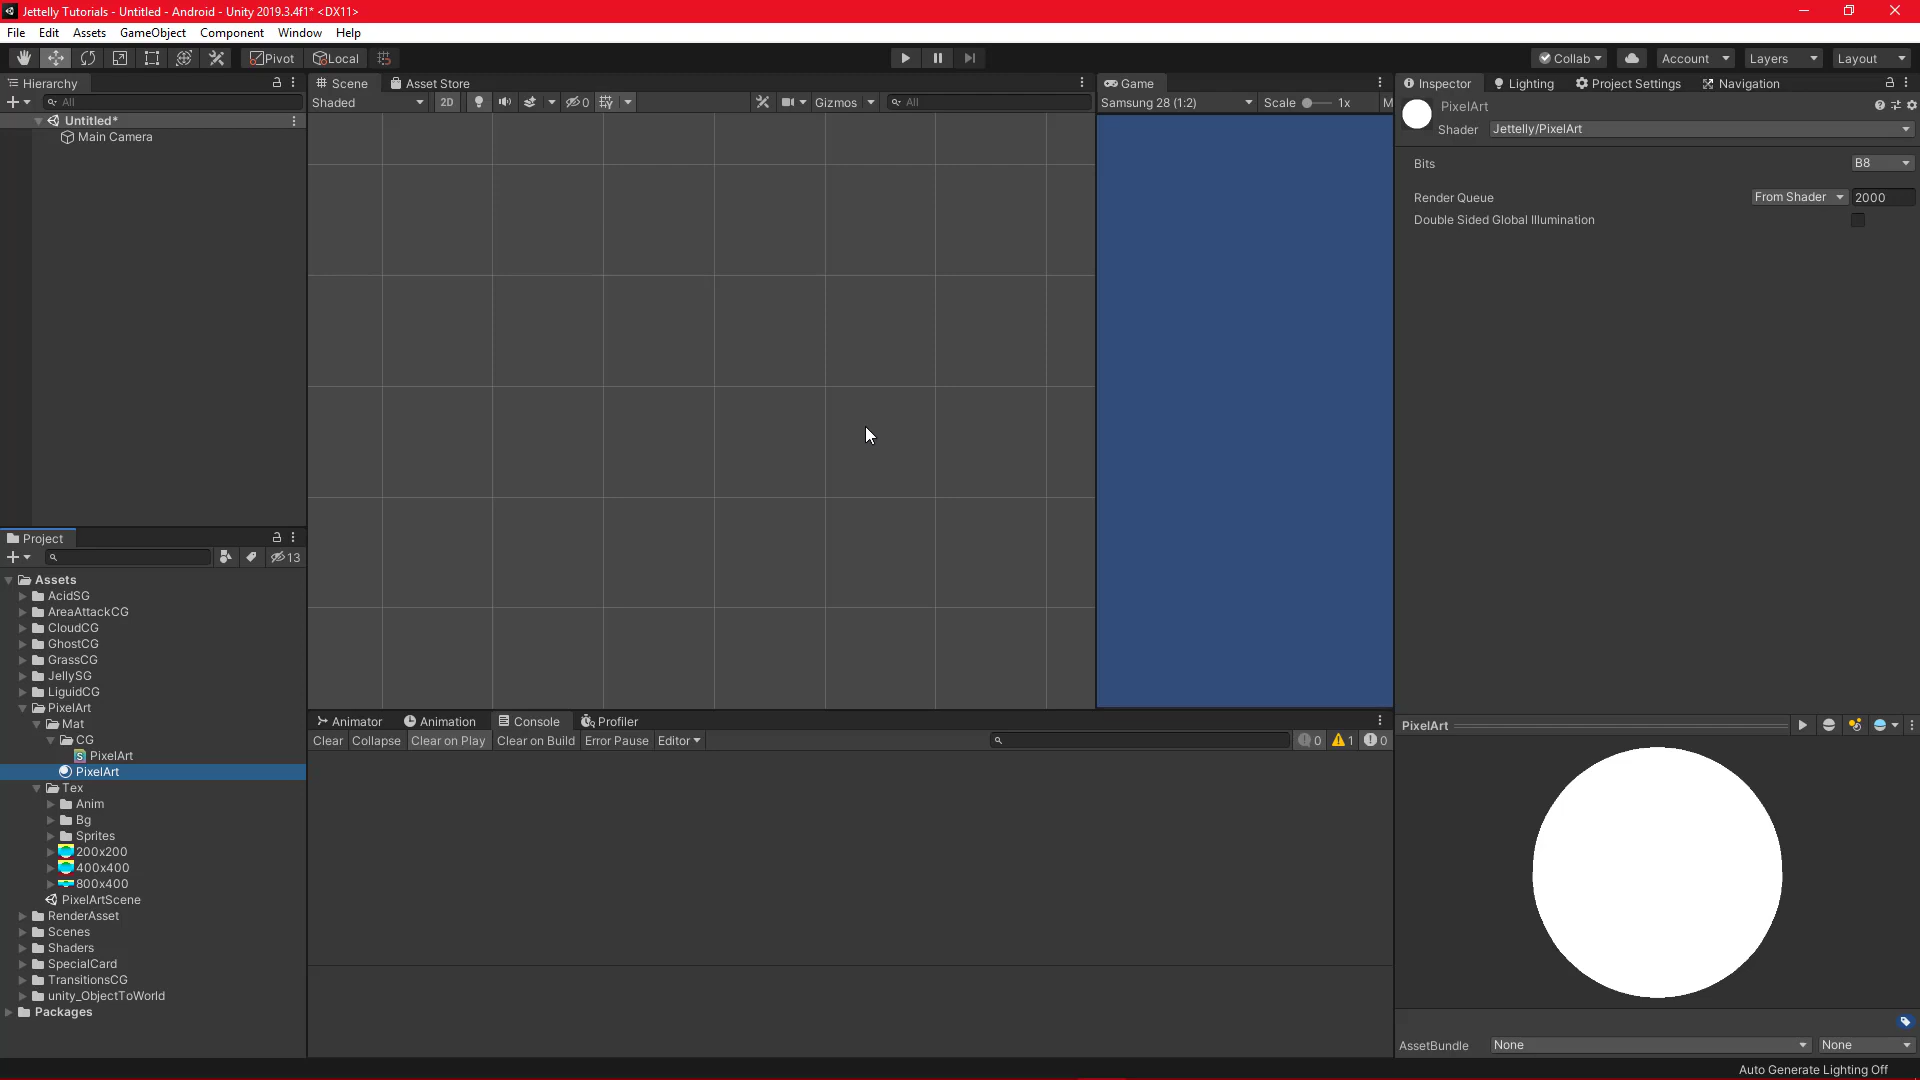 Jettelly Tutorials - Untitled - Android - Unity 2019.3.4f1* <DX11>
File Edit Assets GameObject Component Window Help
Pivot Local Collab Account Layers Layout
Hierarchy
All
Untitled*
Main Camera
Scene Asset Store
Shaded 2D 0 Gizmos All
Game
Samsung 28 (1:2) Scale 1x M
Inspector Lighting Project Settings Navigation
PixelArt
Shader Jettelly/PixelArt
Bits B8
Render Queue From Shader 2000
Double Sided Global Illumination
Project
13
Assets
AcidSG
AreaAttackCG
CloudCG
GhostCG
GrassCG
JellySG
LiguidCG
PixelArt
Mat
CG
PixelArt
PixelArt
Tex
Anim
Bg
Sprites
200x200
400x400
800x400
PixelArtScene
RenderAsset
Scenes
Shaders
SpecialCard
TransitionsCG
unity_ObjectToWorld
Packages
Animator Animation Console Profiler
Clear Collapse Clear on Play Clear on Build Error Pause Editor 0 1 0
PixelArt
AssetBundle None None
Auto Generate Lighting Off